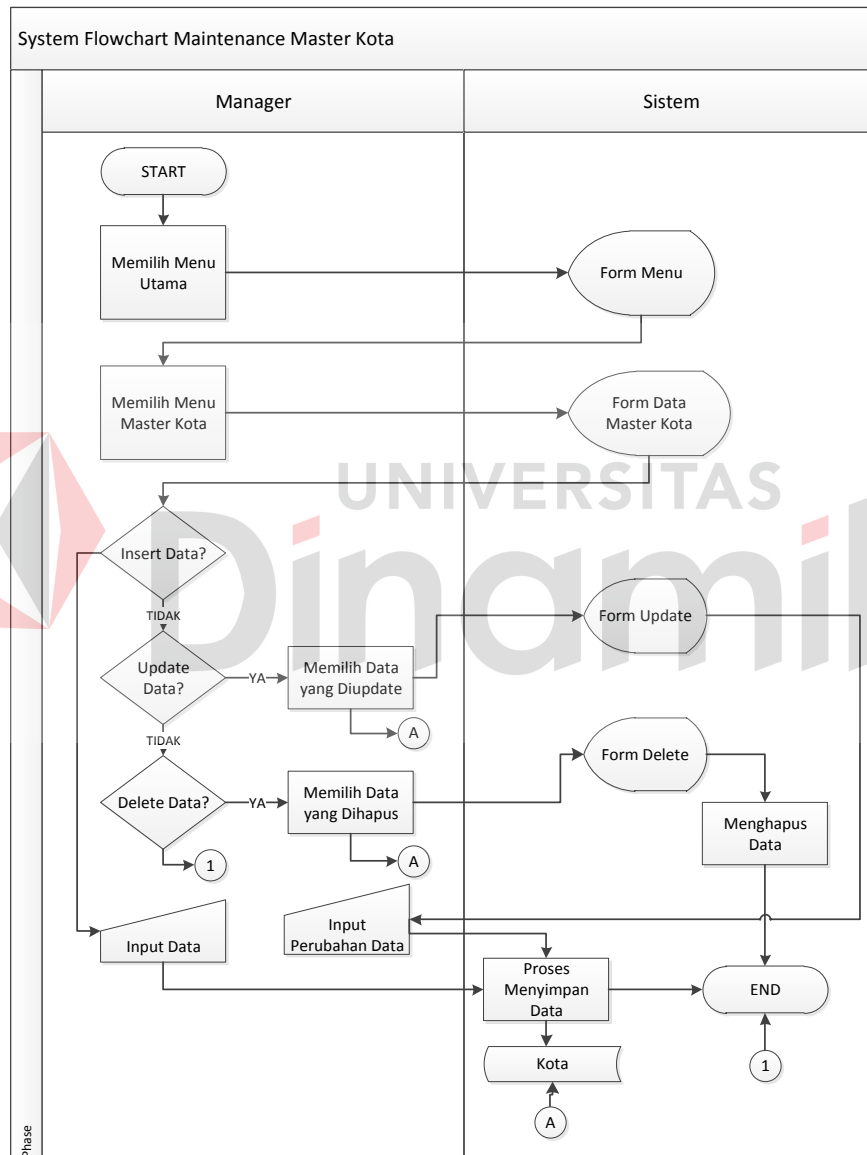 System Flowchart Maintenance Master Kota
Manager
Sistem
START
Memilih Menu
Utama
Form Menu
Memilih Menu
Master Kota
Form Data
Master Kota
UNIVERSITAS
Insert Data?
TIDAK
Form Update
Update
Data?
YA
Memilih Data
yang Diupdate
A
TIDAK
Form Delete
Delete Data?
YA
Memilih Data
yang Dihapus
Menghapus
Data
1
A
Input Data
Input
Perubahan Data
Proses
Menyimpan
Data
END
Kota
1
A
Phase